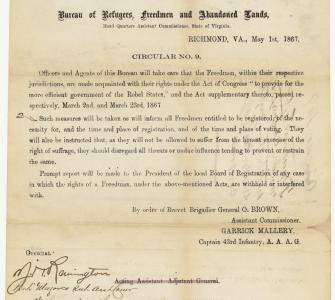 Bureau of Refugees, Freedmen and Abandoned Lands,
Head Quarters Assistant Commissioner, State of Virginia.
RICHMOND, VA., May 1st, 1867.
CIRCULAR NO. 9.
Officers and Agents of this Bureau will take care that the Freedmen, within their respective
jurisdictions, are made acquainted with their rights under the Act of Congress "to provide for
the more efficient government of the Rebel States," and the Act supplementary thereto, passed re-
spectively, March 2nd, and March 23rd, 1867
Such measures will be taken as will inform all Freedmen entitled to be registered, of the
necessity for, and the time and place of registration, and of the time and place of voting. They
will also be instructed that, as they will not be allowed to suffer from the honest exercise of the
right of suffrage, they should disregard all threats or undue influence tending to prevent or restrain
the same.
Prompt report will be made to the President of the local Board of Registration of any
case in which the rights of a Freedman, under the above-mentioned Acts, are withheld or interfered
with.
By order of Brevet Brigadier General O. BROWN,
Assistant Commissioner.
GARRICK MALLERY,
Captain 43rd Infantry, A. A. A. G.
OFFICIAL:
Remington
Acting Assistant Adjutant General.